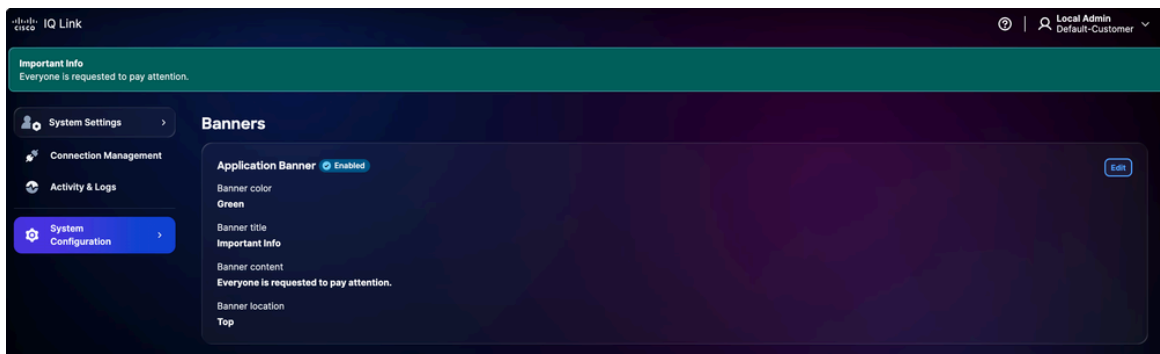 cisco IQ Link
Local Admin
Default-Customer
Important Info
Everyone is requested to pay attention.
System Settings
Connection Management
Activity & Logs
System
Configuration
Banners
Application Banner Enabled
Edit
Banner color
Green
Banner title
Important Info
Banner content
Everyone is requested to pay attention.
Banner location
Top